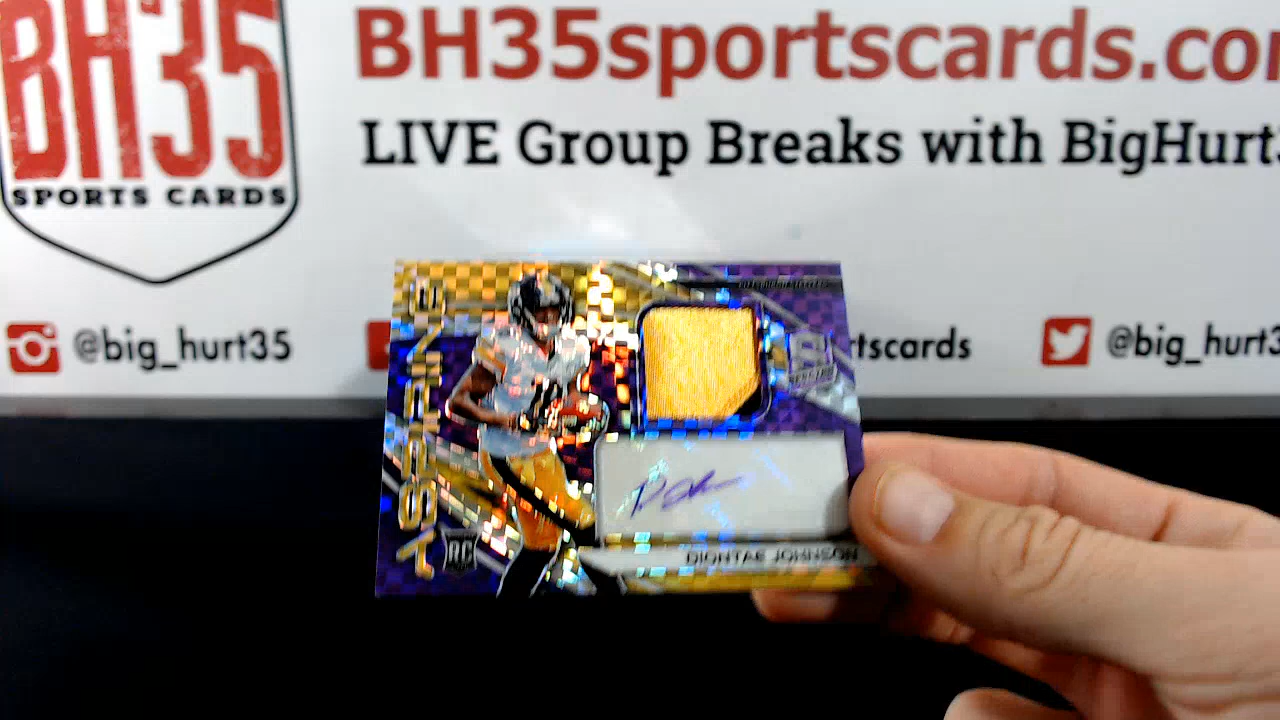 BH35
SPORTS CARDS
BH35sportscards.co
LIVE Group Breaks with BigHurt
@big_hurt35
rtscards
@big_hurt3
RC
DIONTAE JOHNSON